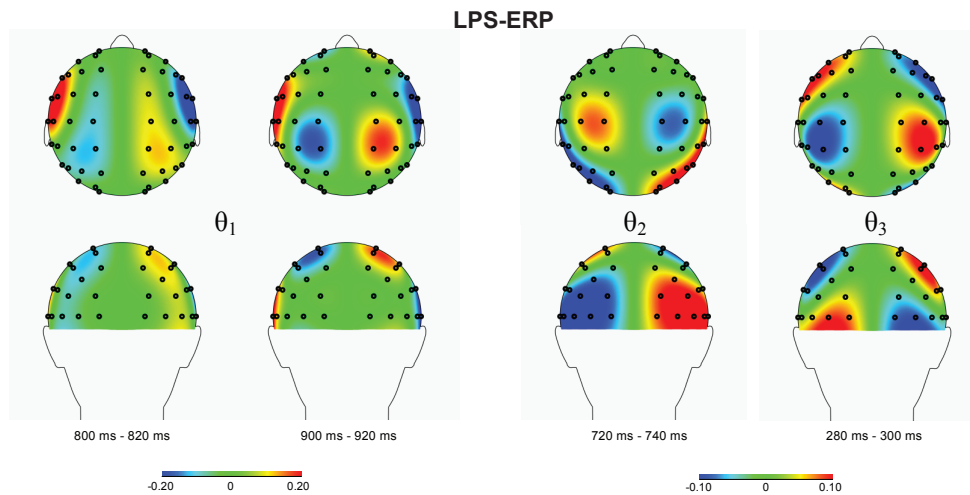 LPS-ERP
θ1
θ2
θ3
800 ms - 820 ms
900 ms - 920 ms
720 ms - 740 ms
280 ms - 300 ms
-0.20 0 0.20
-0.10 0 0.10